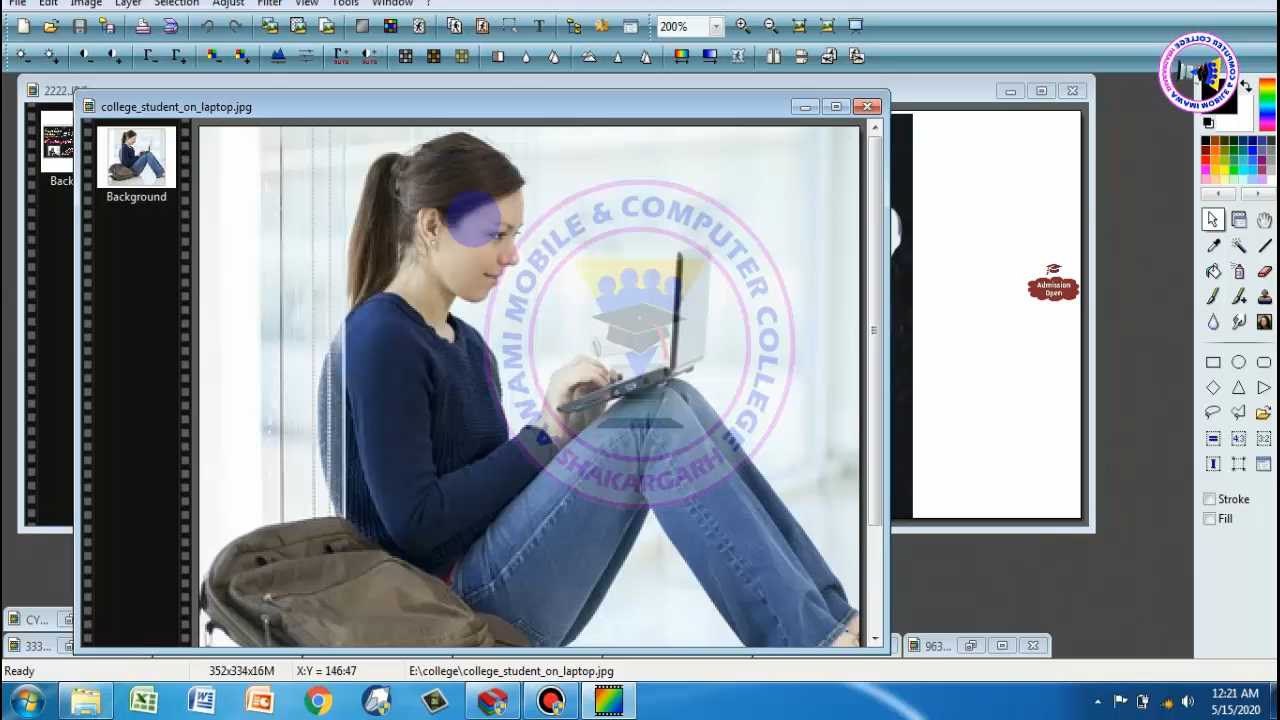 File Edit Image Layer Selection Adjust Filter View Tools Window ?
200%
2222.JP
college_student_on_laptop.jpg
Back
Background
WAMI MOBILE & COMPUTER COLLEGE
SHAKARGARH
Admission
Open
Stroke
Fill
CY...
333...
963...
Ready
352x334x16M
X:Y = 146:47
E:\college\college_student_on_laptop.jpg
12:21 AM
5/15/2020